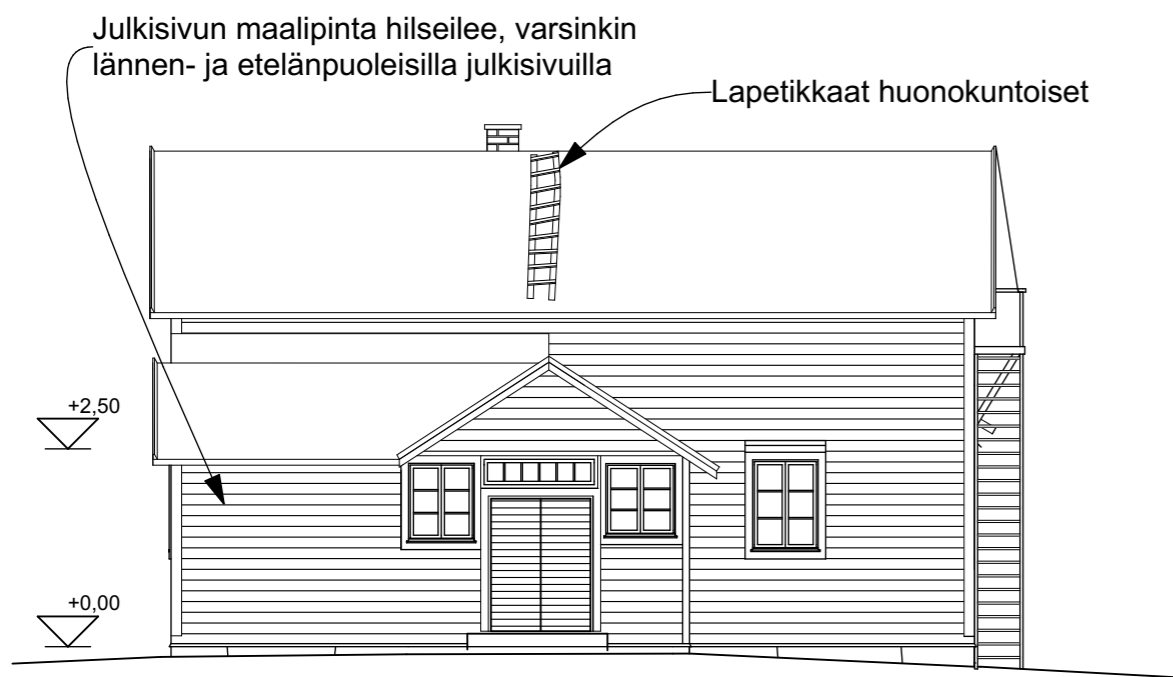 Julkisivun maalipinta hilseilee, varsinkin
lännen- ja etelänpuoleisilla julkisivuilla
Lapetikkaat huonokuntoiset
+2,50
+0,00